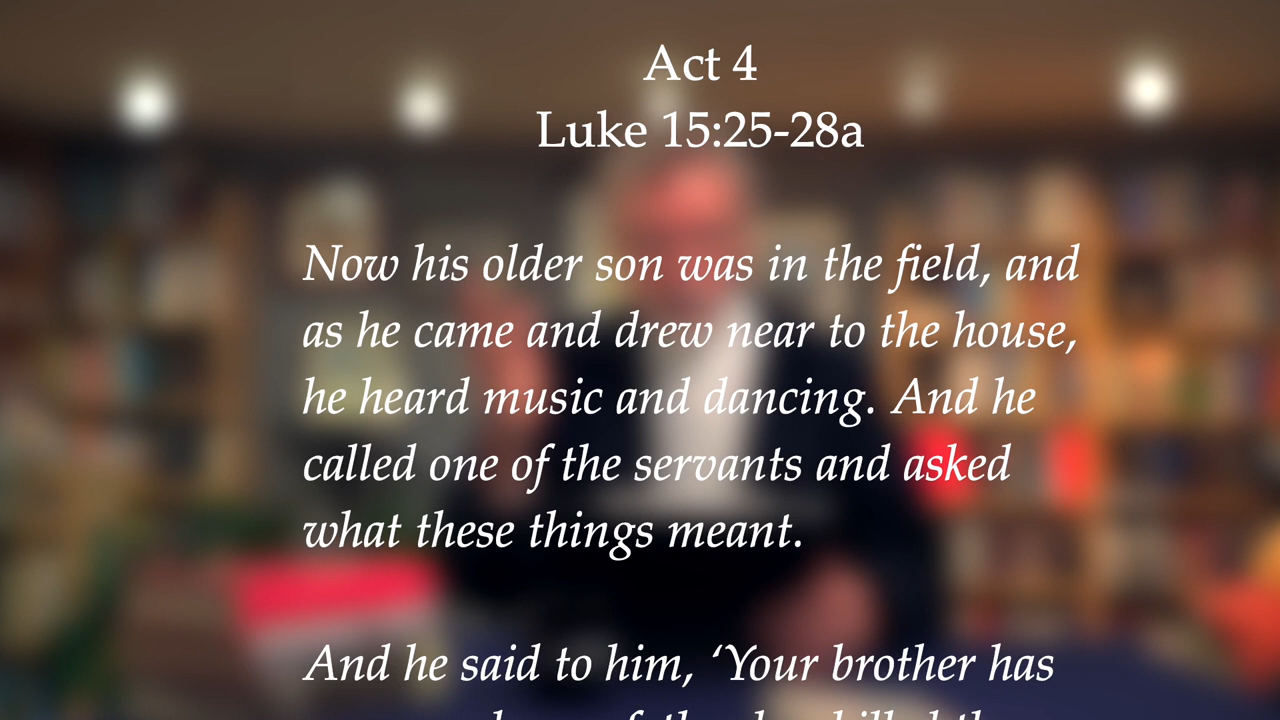 Act 4
Luke 15:25-28a
Now his older son was in the field, and
as he came and drew near to the house,
he heard music and dancing. And he
called one of the servants and asked
what these things meant.
And he said to him, ‘Your brother has